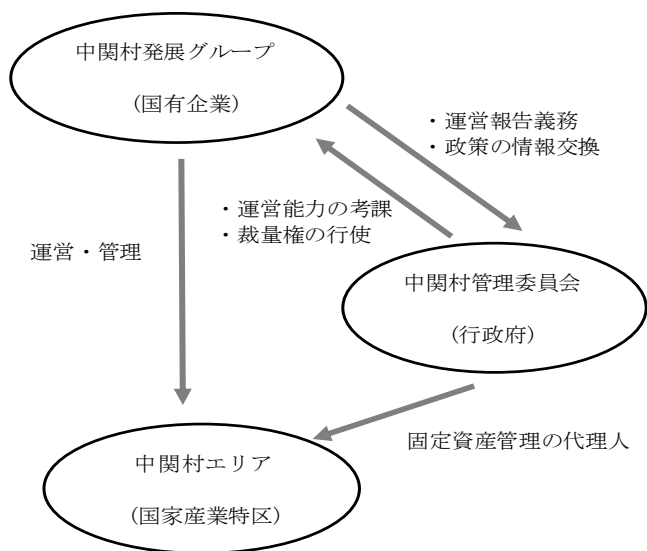 中関村発展グループ
(国有企業)
・運営報告義務
・政策の情報交換
・運営能力の考課
・裁量権の行使
運営・管理
中関村管理委員会
(行政府)
固定資産管理の代理人
中関村エリア
(国家産業特区)